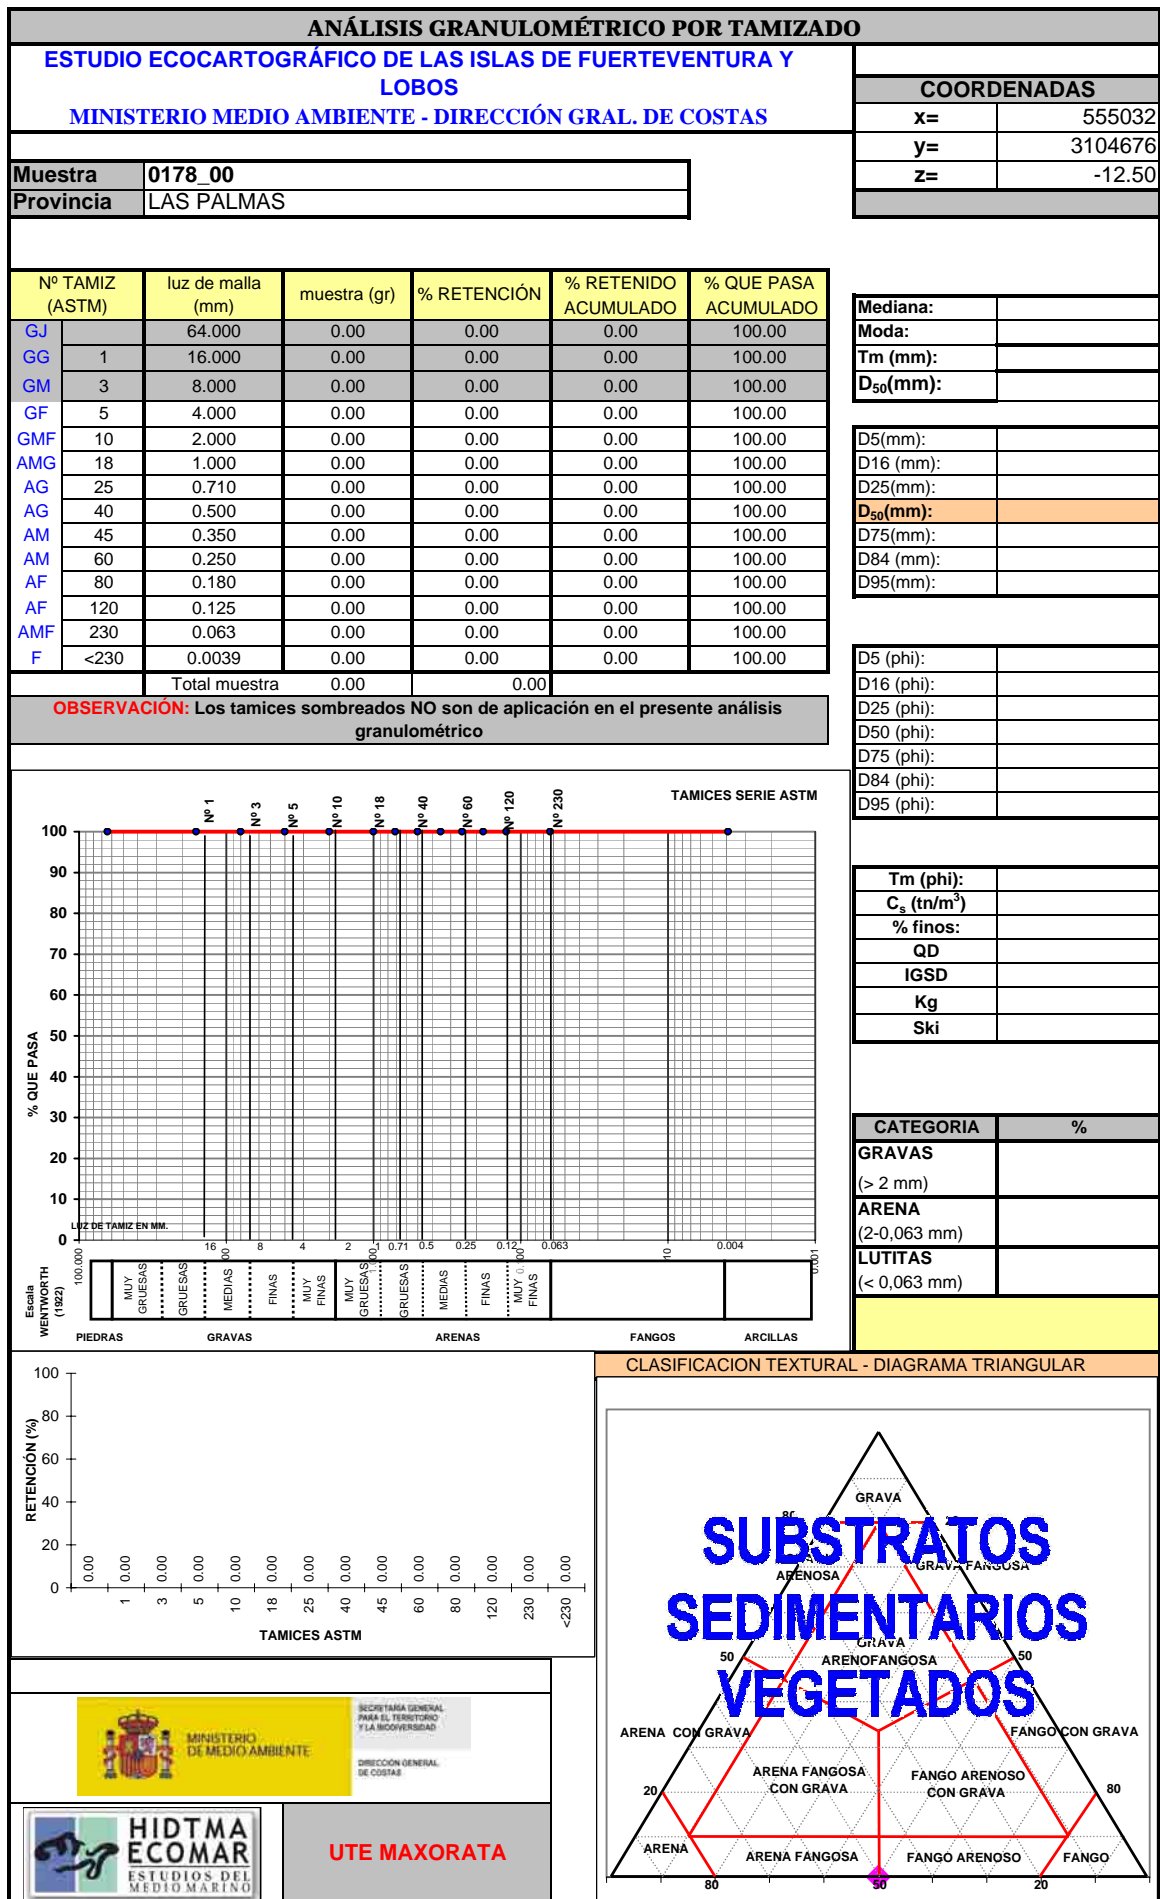 ANÁLISIS GRANULOMÉTRICO POR TAMIZADO
ESTUDIO ECOCARTOGRÁFICO DE LAS ISLAS DE FUERTEVENTURA Y
LOBOS
MINISTERIO MEDIO AMBIENTE - DIRECCIÓN GRAL. DE COSTAS
COORDENADAS
x= 555032
y= 3104676
z= -12.50
Muestra 0178_00
Provincia LAS PALMAS
Nº TAMIZ (ASTM) luz de malla (mm) muestra (gr) % RETENCIÓN % RETENIDO ACUMULADO % QUE PASA ACUMULADO
GJ 64.000 0.00 0.00 0.00 100.00
GG 1 16.000 0.00 0.00 0.00 100.00
GM 3 8.000 0.00 0.00 0.00 100.00
GF 5 4.000 0.00 0.00 0.00 100.00
GMF 10 2.000 0.00 0.00 0.00 100.00
AMG 18 1.000 0.00 0.00 0.00 100.00
AG 25 0.710 0.00 0.00 0.00 100.00
AG 40 0.500 0.00 0.00 0.00 100.00
AM 45 0.350 0.00 0.00 0.00 100.00
AM 60 0.250 0.00 0.00 0.00 100.00
AF 80 0.180 0.00 0.00 0.00 100.00
AF 120 0.125 0.00 0.00 0.00 100.00
AMF 230 0.063 0.00 0.00 0.00 100.00
F <230 0.0039 0.00 0.00 0.00 100.00
Total muestra 0.00 0.00
OBSERVACIÓN: Los tamices sombreados NO son de aplicación en el presente análisis
granulométrico
Mediana:
Moda:
Tm (mm):
D50(mm):
D5(mm):
D16 (mm):
D25(mm):
D50(mm):
D75(mm):
D84 (mm):
D95(mm):
D5 (phi):
D16 (phi):
D25 (phi):
D50 (phi):
D75 (phi):
D84 (phi):
D95 (phi):
Tm (phi):
Cs (tn/m³)
% finos:
QD
IGSD
Kg
Ski
CATEGORIA %
GRAVAS
(> 2 mm)
ARENA
(2-0,063 mm)
LUTITAS
(< 0,063 mm)
TAMICES SERIE ASTM
Nº 1 Nº 3 Nº 5 Nº 10 Nº 18 Nº 40 Nº 60 Nº 120 Nº 230
% QUE PASA
100
90
80
70
60
50
40
30
20
10
0
LUZ DE TAMIZ EN MM.
16 8 4 2 1 0.71 0.5 0.25 0.12 0.063 0.004
100.000 0.001
Escala
WENTWORTH
(1922)
MUY GRUESAS GRUESAS MEDIAS FINAS MUY FINAS MUY GRUESAS GRUESAS MEDIAS FINAS MUY FINAS
PIEDRAS GRAVAS ARENAS FANGOS ARCILLAS
RETENCIÓN (%)
100
80
60
40
20
0
0.00 0.00 0.00 0.00 0.00 0.00 0.00 0.00 0.00 0.00 0.00 0.00 0.00 0.00
1 3 5 10 18 25 40 45 60 80 120 230 <230
TAMICES ASTM
CLASIFICACION TEXTURAL - DIAGRAMA TRIANGULAR
GRAVA
SUBSTRATOS
ARENOSA GRAVA FANGOSA
SEDIMENTARIOS
GRAVA
ARENOFANGOSA
50 50
VEGETADOS
ARENA CON GRAVA FANGO CON GRAVA
ARENA FANGOSA
CON GRAVA
FANGO ARENOSO
CON GRAVA
20 80
ARENA ARENA FANGOSA FANGO ARENOSO FANGO
80 50 20
MINISTERIO
DE MEDIO AMBIENTE
SECRETARÍA GENERAL
PARA EL TERRITORIO
Y LA BIODIVERSIDAD
DIRECCIÓN GENERAL
DE COSTAS
HIDTMA
ECOMAR
ESTUDIOS DEL
MEDIO MARINO
UTE MAXORATA